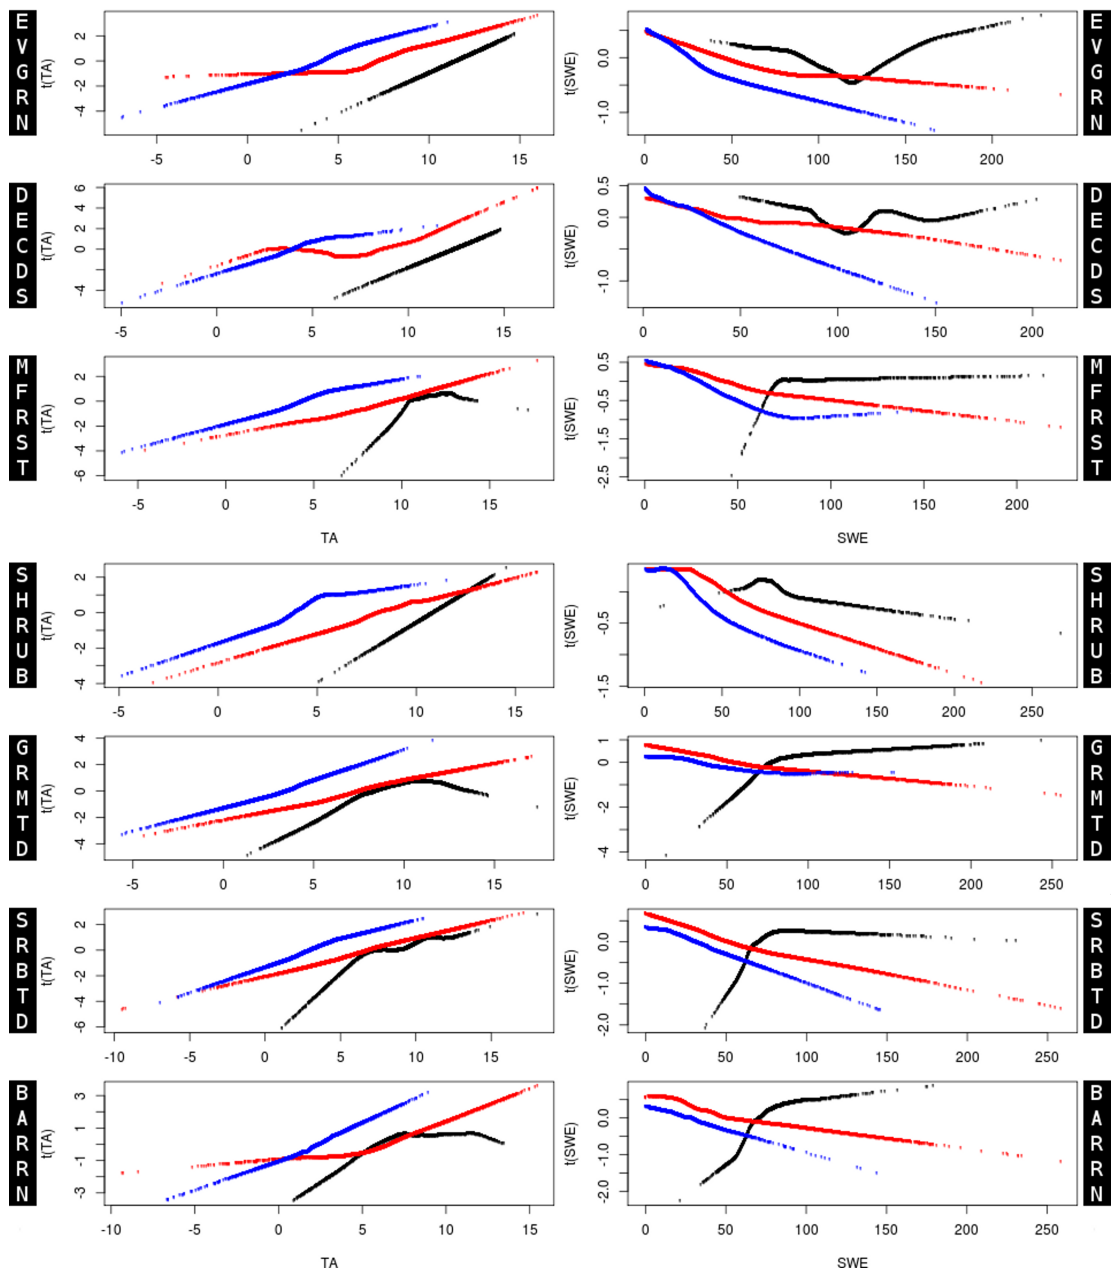 EVGRN
t(TA)
2
0
-2
-4
-5 0 5 10 15
t(SWE)
0.0
-1.0
0 50 100 150 200
EVGRN
DECDS
t(TA)
6
4
2
0
-4
-5 0 5 10 15
t(SWE)
0.5
0.0
-1.0
0 50 100 150 200
DECDS
MFRST
t(TA)
2
0
-2
-4
-6
-5 0 5 10 15
TA
t(SWE)
0.5
-0.5
-1.5
-2.5
0 50 100 150 200
SWE
MFRST
SHRUB
t(TA)
2
0
-2
-4
-5 0 5 10 15
t(SWE)
-0.5
-1.5
0 50 100 150 200 250
SHRUB
GRMTD
t(TA)
4
2
0
-4
-5 0 5 10 15
t(SWE)
1
0
-2
-4
0 50 100 150 200 250
GRMTD
SRBTD
t(TA)
2
0
-2
-4
-6
-10 -5 0 5 10 15
t(SWE)
0.0
-1.0
-2.0
0 50 100 150 200 250
SRBTD
BARRN
t(TA)
3
1
-1
-3
-10 -5 0 5 10 15
TA
t(SWE)
0.0
-1.0
-2.0
0 50 100 150 200 250
SWE
BARRN